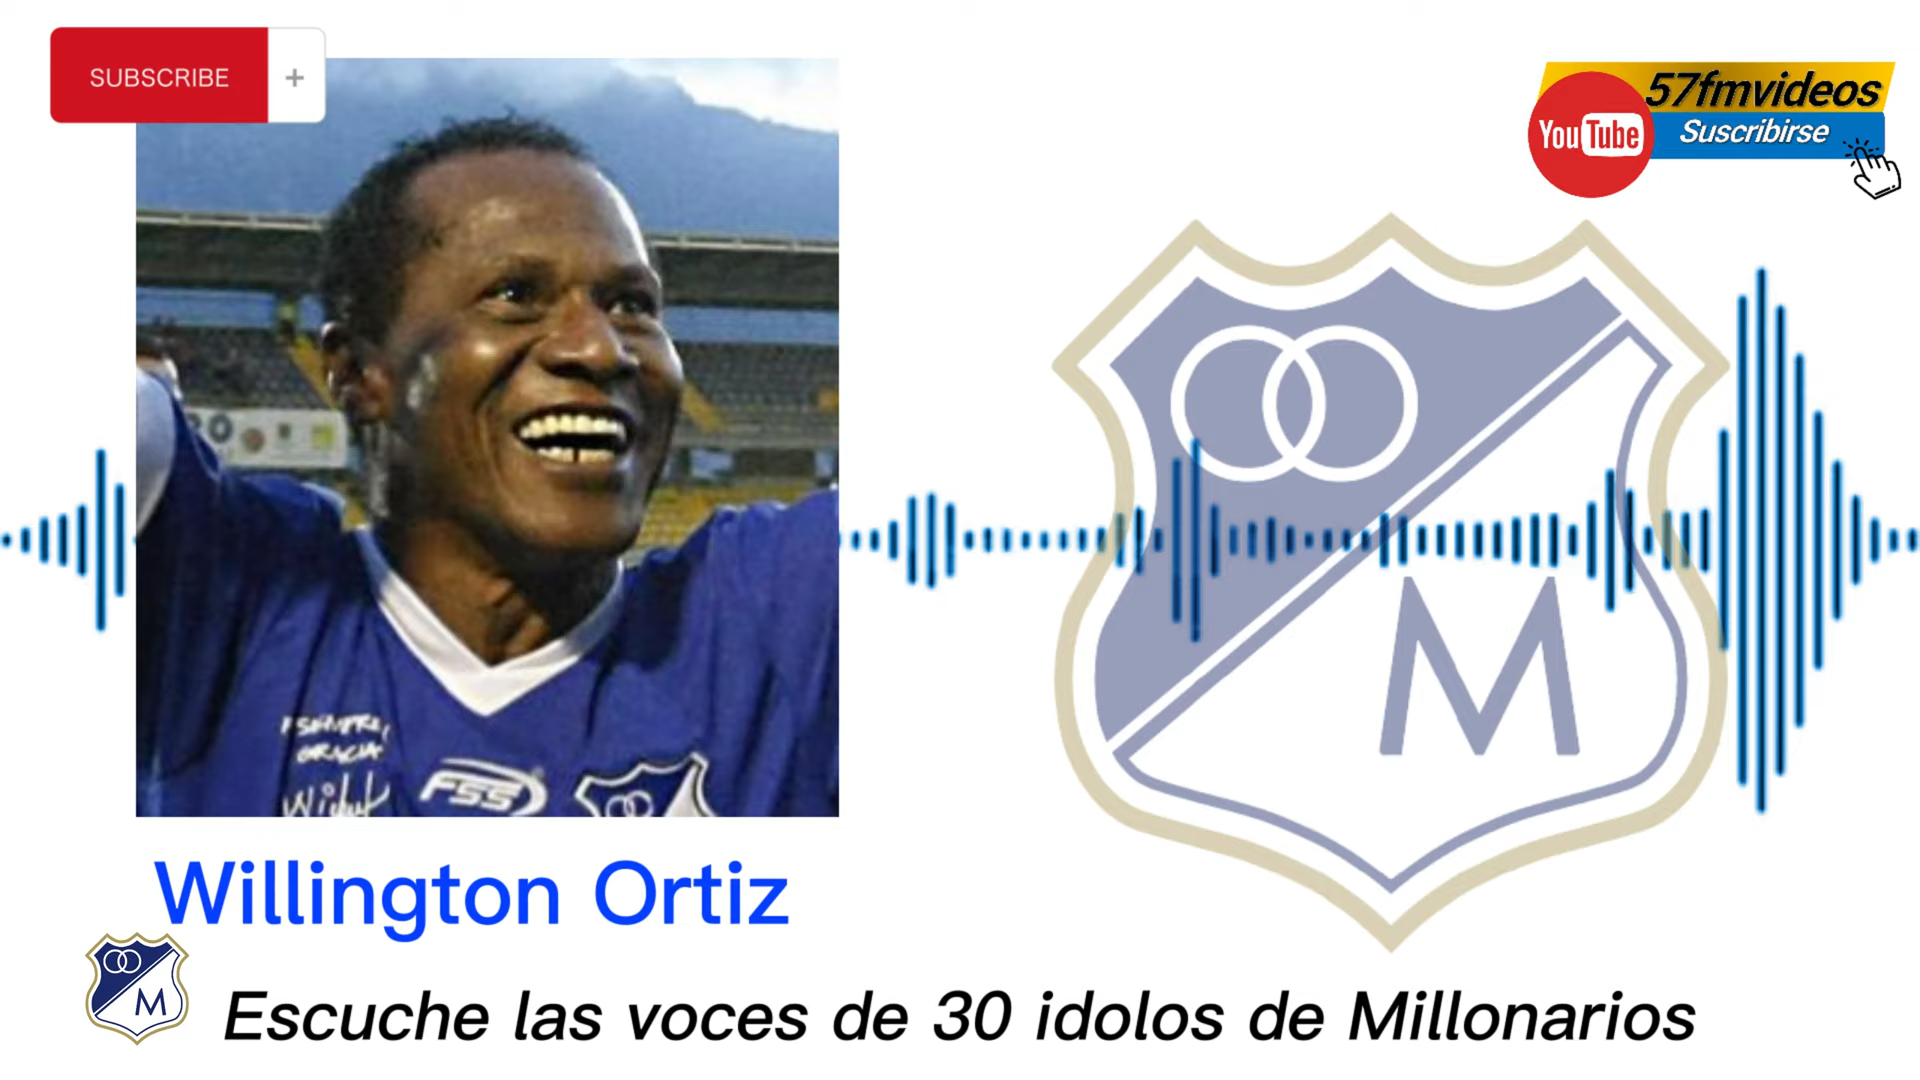 SUBSCRIBE +
57fmvideos
YouTube
Suscribirse
M
FSS
Willington Ortiz
M
Escuche las voces de 30 idolos de Millonarios